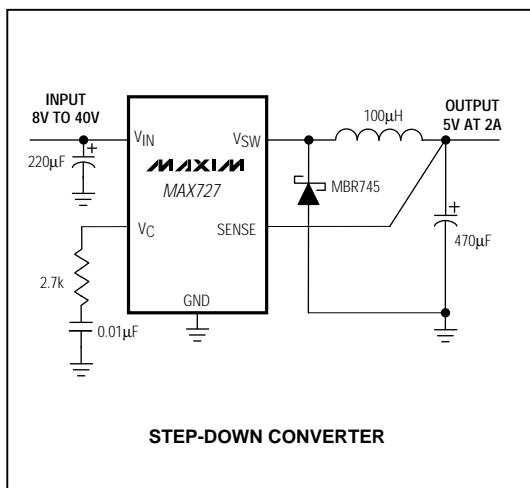 INPUT
8V TO 40V
VIN
220µF
MAXIM
MAX727
VSW
100µH
OUTPUT
5V AT 2A
MBR745
VC
SENSE
470µF
2.7k
0.01µF
GND
STEP-DOWN CONVERTER